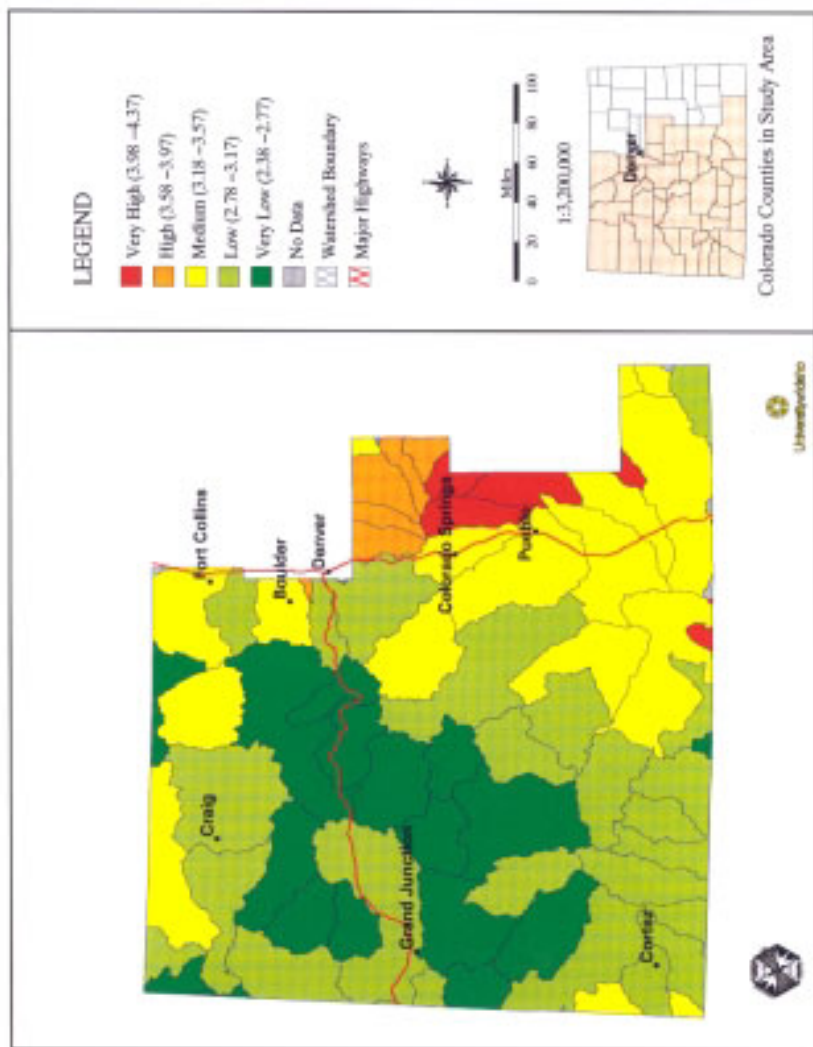 LEGEND
Very High (3.98 –4.37)
High (3.58 –3.97)
Medium (3.18 –3.57)
Low (2.78 –3.17)
Very Low (2.38 –2.77)
No Data
Watershed Boundary
Major Highways
0 20 40 60 80 100
Miles
1:3,200,000
Denver
Colorado Counties in Study Area
Fort Collins
Craig
Boulder
Denver
Grand Junction
Colorado Springs
Pueblo
Cortez